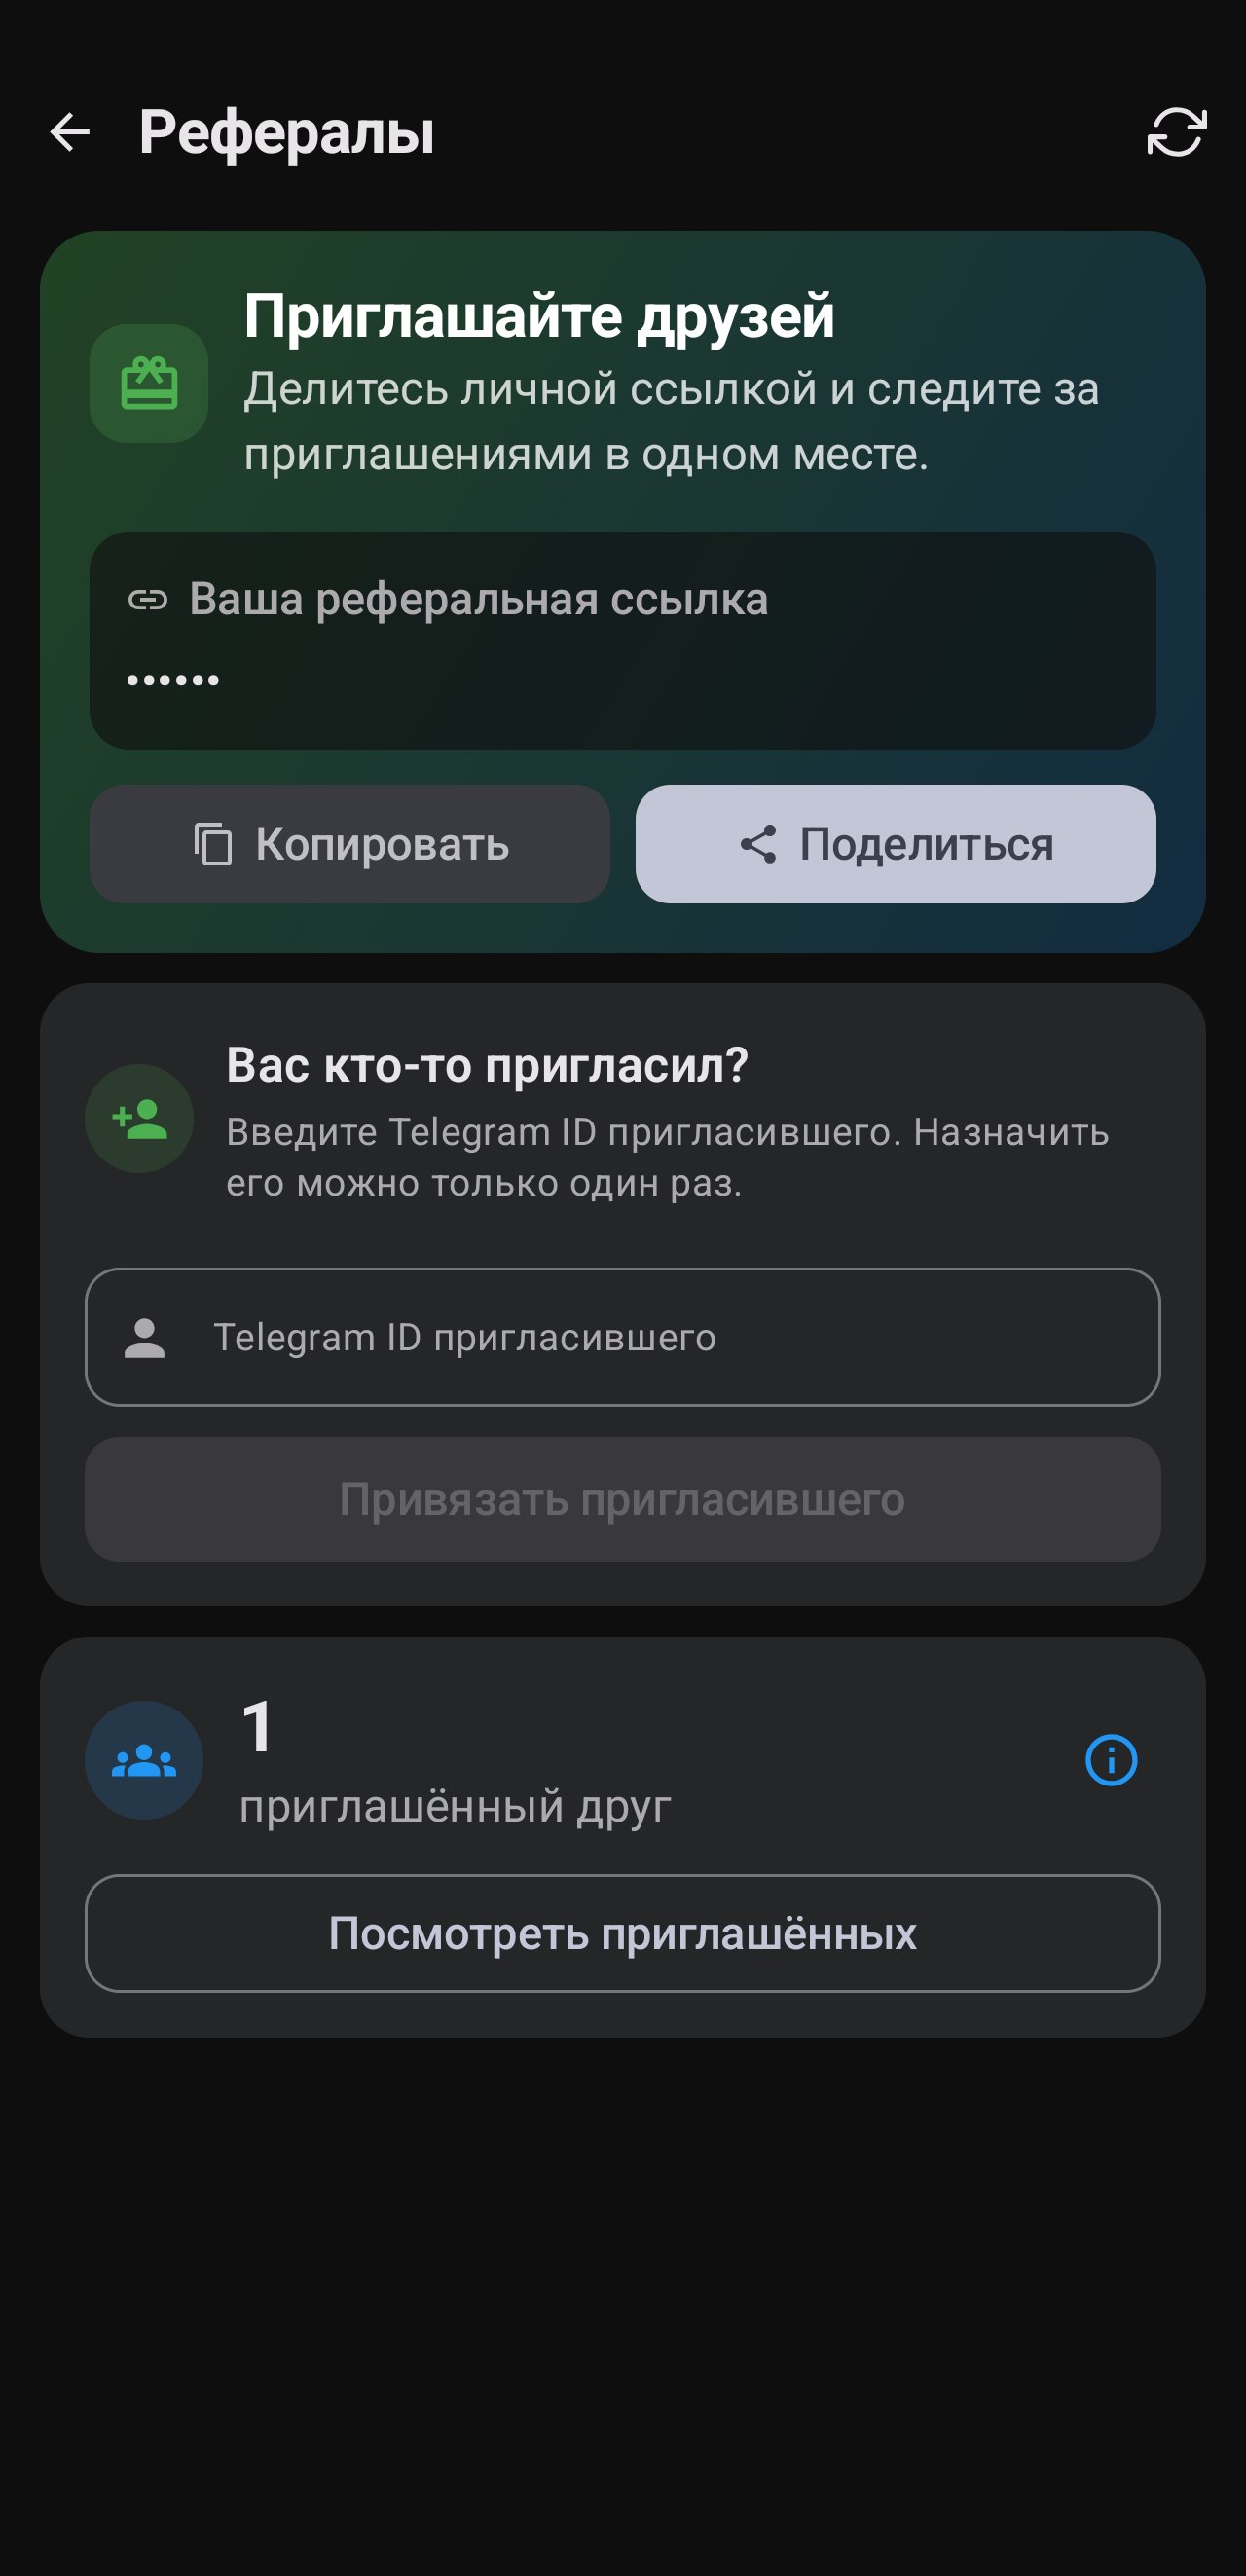 Рефералы
Приглашайте друзей
Делитесь личной ссылкой и следите за
приглашениями в одном месте.
Ваша реферальная ссылка
••••••
Копировать
Поделиться
Вас кто-то пригласил?
Введите Telegram ID пригласившего. Назначить
его можно только один раз.
Telegram ID пригласившего
Привязать пригласившего
1
приглашённый друг
Посмотреть приглашённых